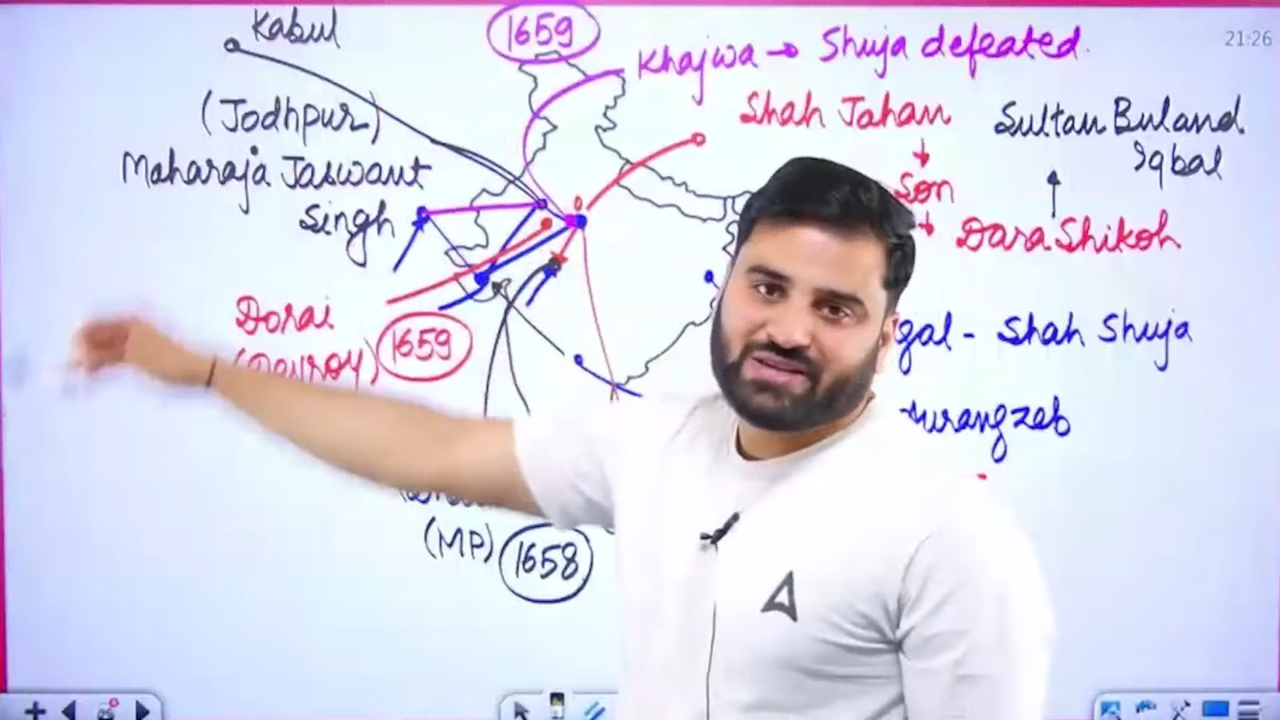 Kabul
1659
Khajwa → Shuja defeated
21:26
(Jodhpur)
Maharaja Jaswant
Singh
Shah Jahan
↓
Son
↓
Dara Shikoh
Sultan Buland
Iqbal
Dorai
1659
Shah Shuja
(MP)
1658